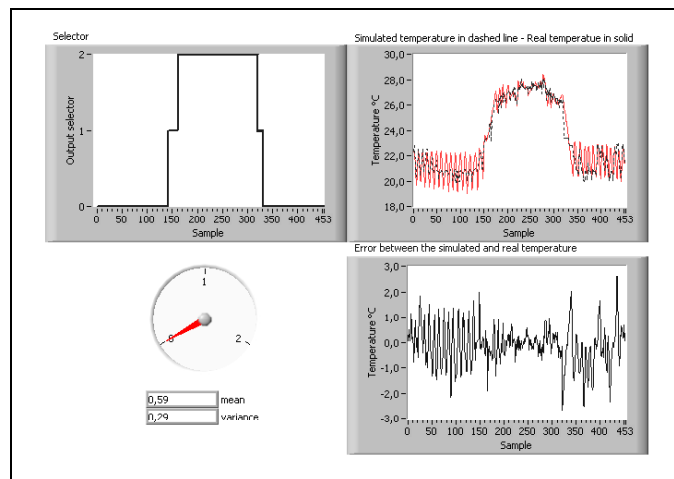 Selector
2
1
0
Output selector
0 50 100 150 200 250 300 350 400 453
Sample
Simulated temperature in dashed line - Real temperatue in solid
30,0
28,0
26,0
24,0
22,0
20,0
18,0
Temperature °C
0 50 100 150 200 250 300 350 400 453
Sample
0
1
2
0,59 mean
0,29 variance
Error between the simulated and real temperature
3,0
2,0
1,0
0,0
-1,0
-2,0
-3,0
Temperature °C
0 50 100 150 200 250 300 350 400 453
Sample